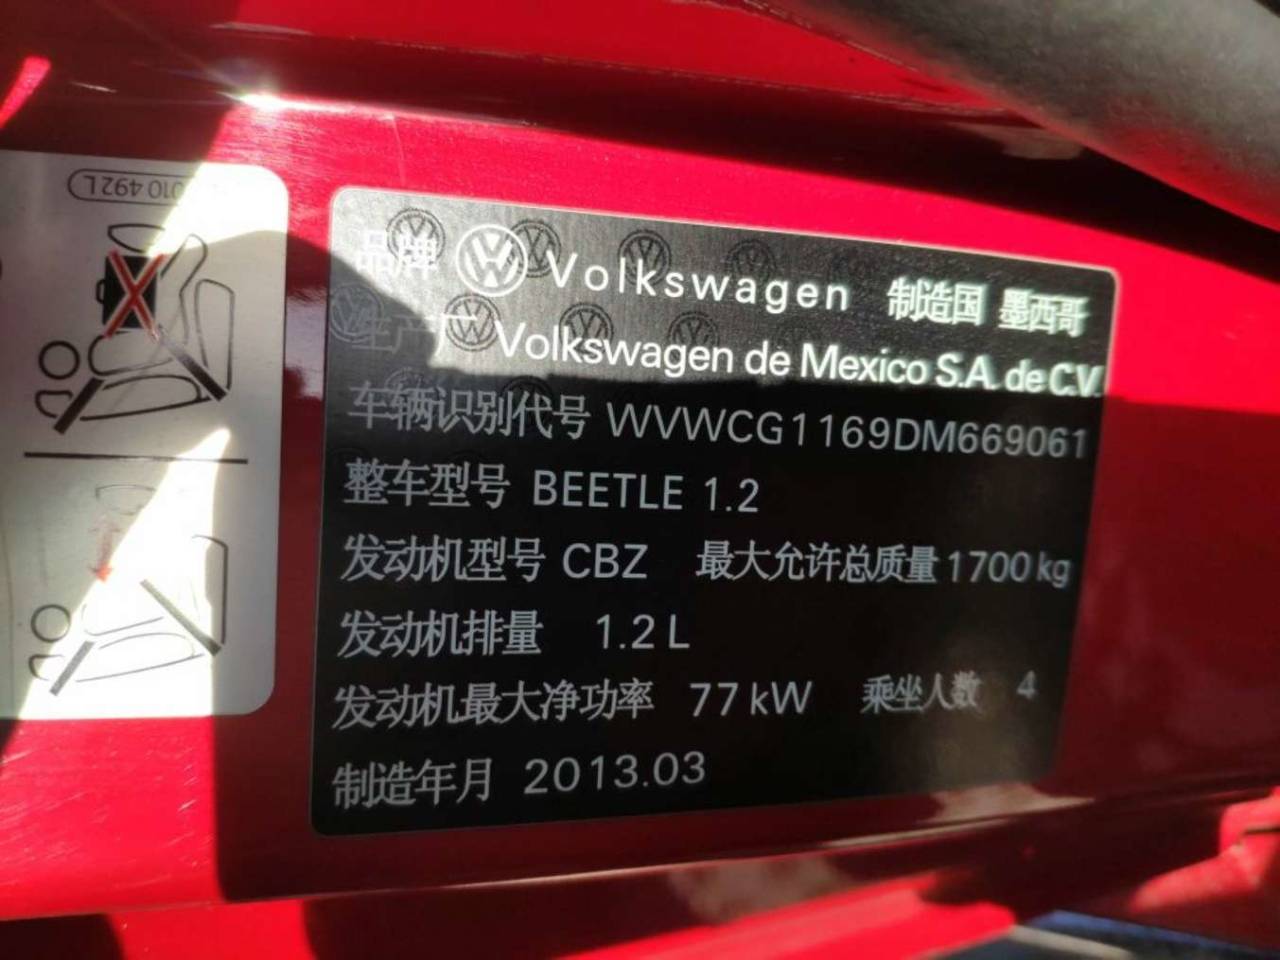 010 492L
品牌 Volkswagen 制造国 墨西哥
生产厂 Volkswagen de Mexico S.A. de C.V.
车辆识别代号 WVWCG1169DM669061
整车型号 BEETLE 1.2
发动机型号 CBZ 最大允许总质量 1700 kg
发动机排量 1.2 L
发动机最大净功率 77 kW 乘坐人数 4
制造年月 2013.03